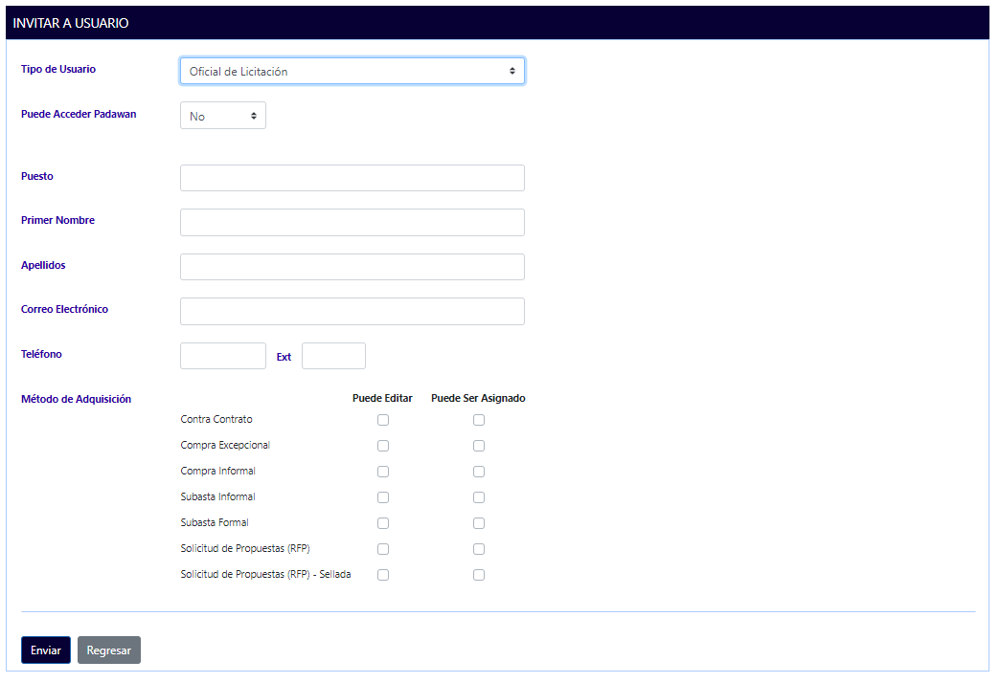 INVITAR A USUARIO
Tipo de Usuario
Oficial de Licitación
Puede Acceder Padawan
No
Puesto
Primer Nombre
Apellidos
Correo Electrónico
Teléfono
Ext
Método de Adquisición
Puede Editar
Puede Ser Asignado
Contra Contrato
Compra Excepcional
Compra Informal
Subasta Informal
Subasta Formal
Solicitud de Propuestas (RFP)
Solicitud de Propuestas (RFP) - Sellada
Enviar
Regresar